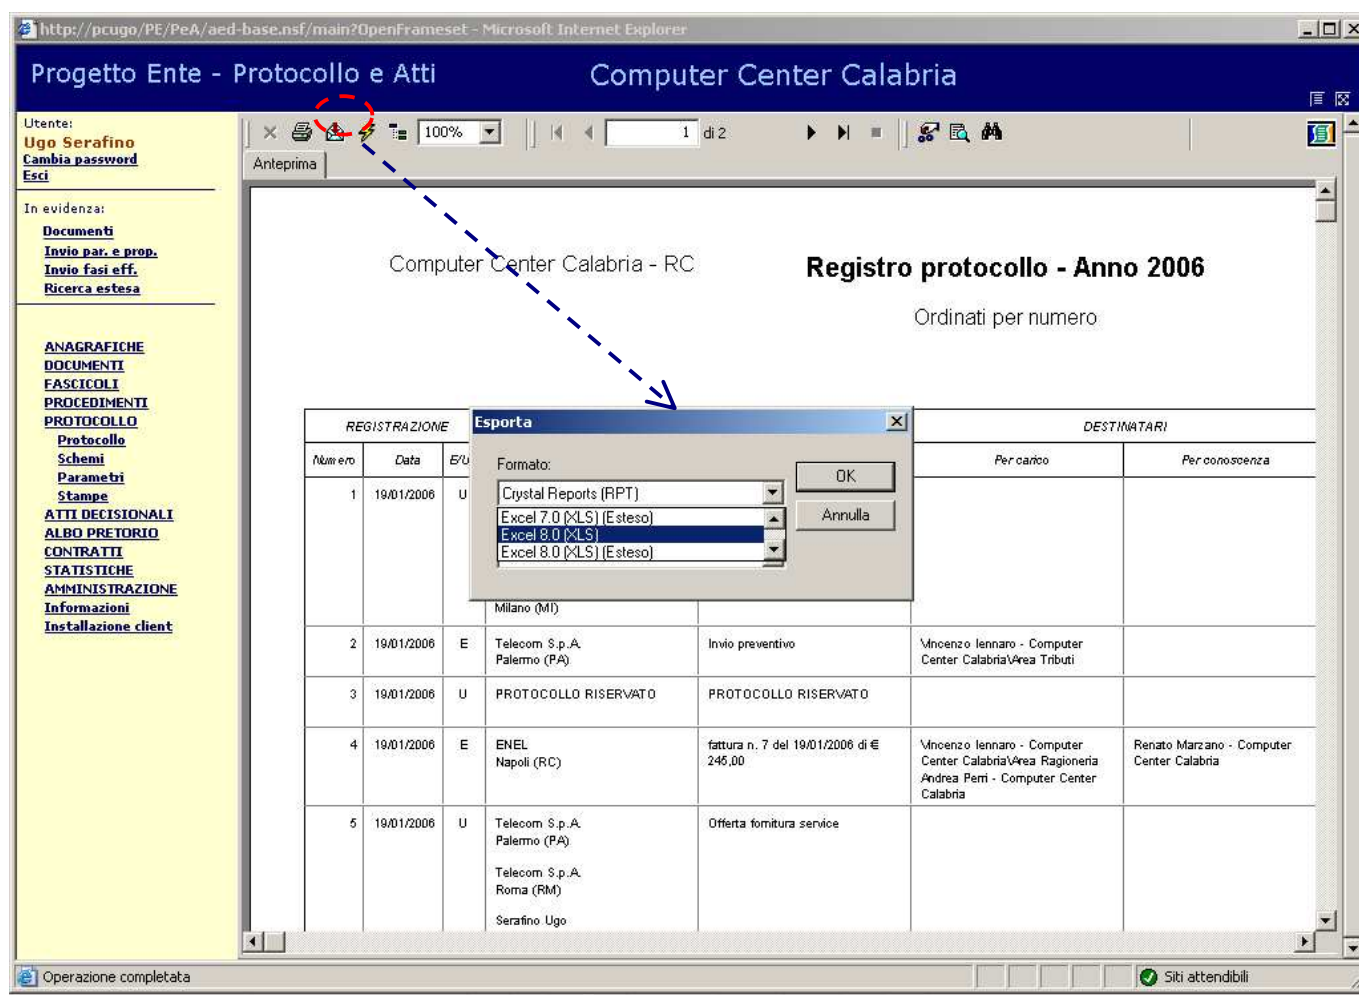 http://pcugo/PE/PeA/aed-base.nsf/main?OpenFrameset - Microsoft Internet Explorer
Progetto Ente - Protocollo e Atti
Computer Center Calabria
Utente:
Ugo Serafino
Cambia password
Esci
In evidenza:
Documenti
Invio par. e prop.
Invio fasi eff.
Ricerca estesa
ANAGRAFICHE
DOCUMENTI
FASCICOLI
PROCEDIMENTI
PROTOCOLLO
Protocollo
Schemi
Parametri
Stampe
ATTI DECISIONALI
ALBO PRETORIO
CONTRATTI
STATISTICHE
AMMINISTRAZIONE
Informazioni
Installazione client
100%
1 di 2
Anteprima
Computer Center Calabria - RC
Registro protocollo - Anno 2006
Ordinati per numero
REGISTRAZIONE
DESTINATARI
Numero Data E/U
Per carico
Per conoscenza
Esporta
Formato:
Crystal Reports (RPT)
Excel 7.0 (XLS) (Esteso)
Excel 8.0 (XLS)
Excel 8.0 (XLS) (Esteso)
OK
Annulla
1 19/01/2006 U
Milano (MI)
2 19/01/2006 E
Telecom S.p.A.
Palermo (PA)
Invio preventivo
Vincenzo Iennaro - Computer
Center Calabria\Area Tributi
3 19/01/2006 U
PROTOCOLLO RISERVATO
PROTOCOLLO RISERVATO
4 19/01/2006 E
ENEL
Napoli (RC)
fattura n. 7 del 19/01/2006 di €
245,00
Vincenzo Iennaro - Computer
Center Calabria\Area Ragioneria
Andrea Perri - Computer Center
Calabria
Renato Marzano - Computer
Center Calabria
5 19/01/2006 U
Telecom S.p.A.
Palermo (PA)
Telecom S.p.A.
Roma (RM)
Serafino Ugo
Offerta fornitura service
Operazione completata
Siti attendibili